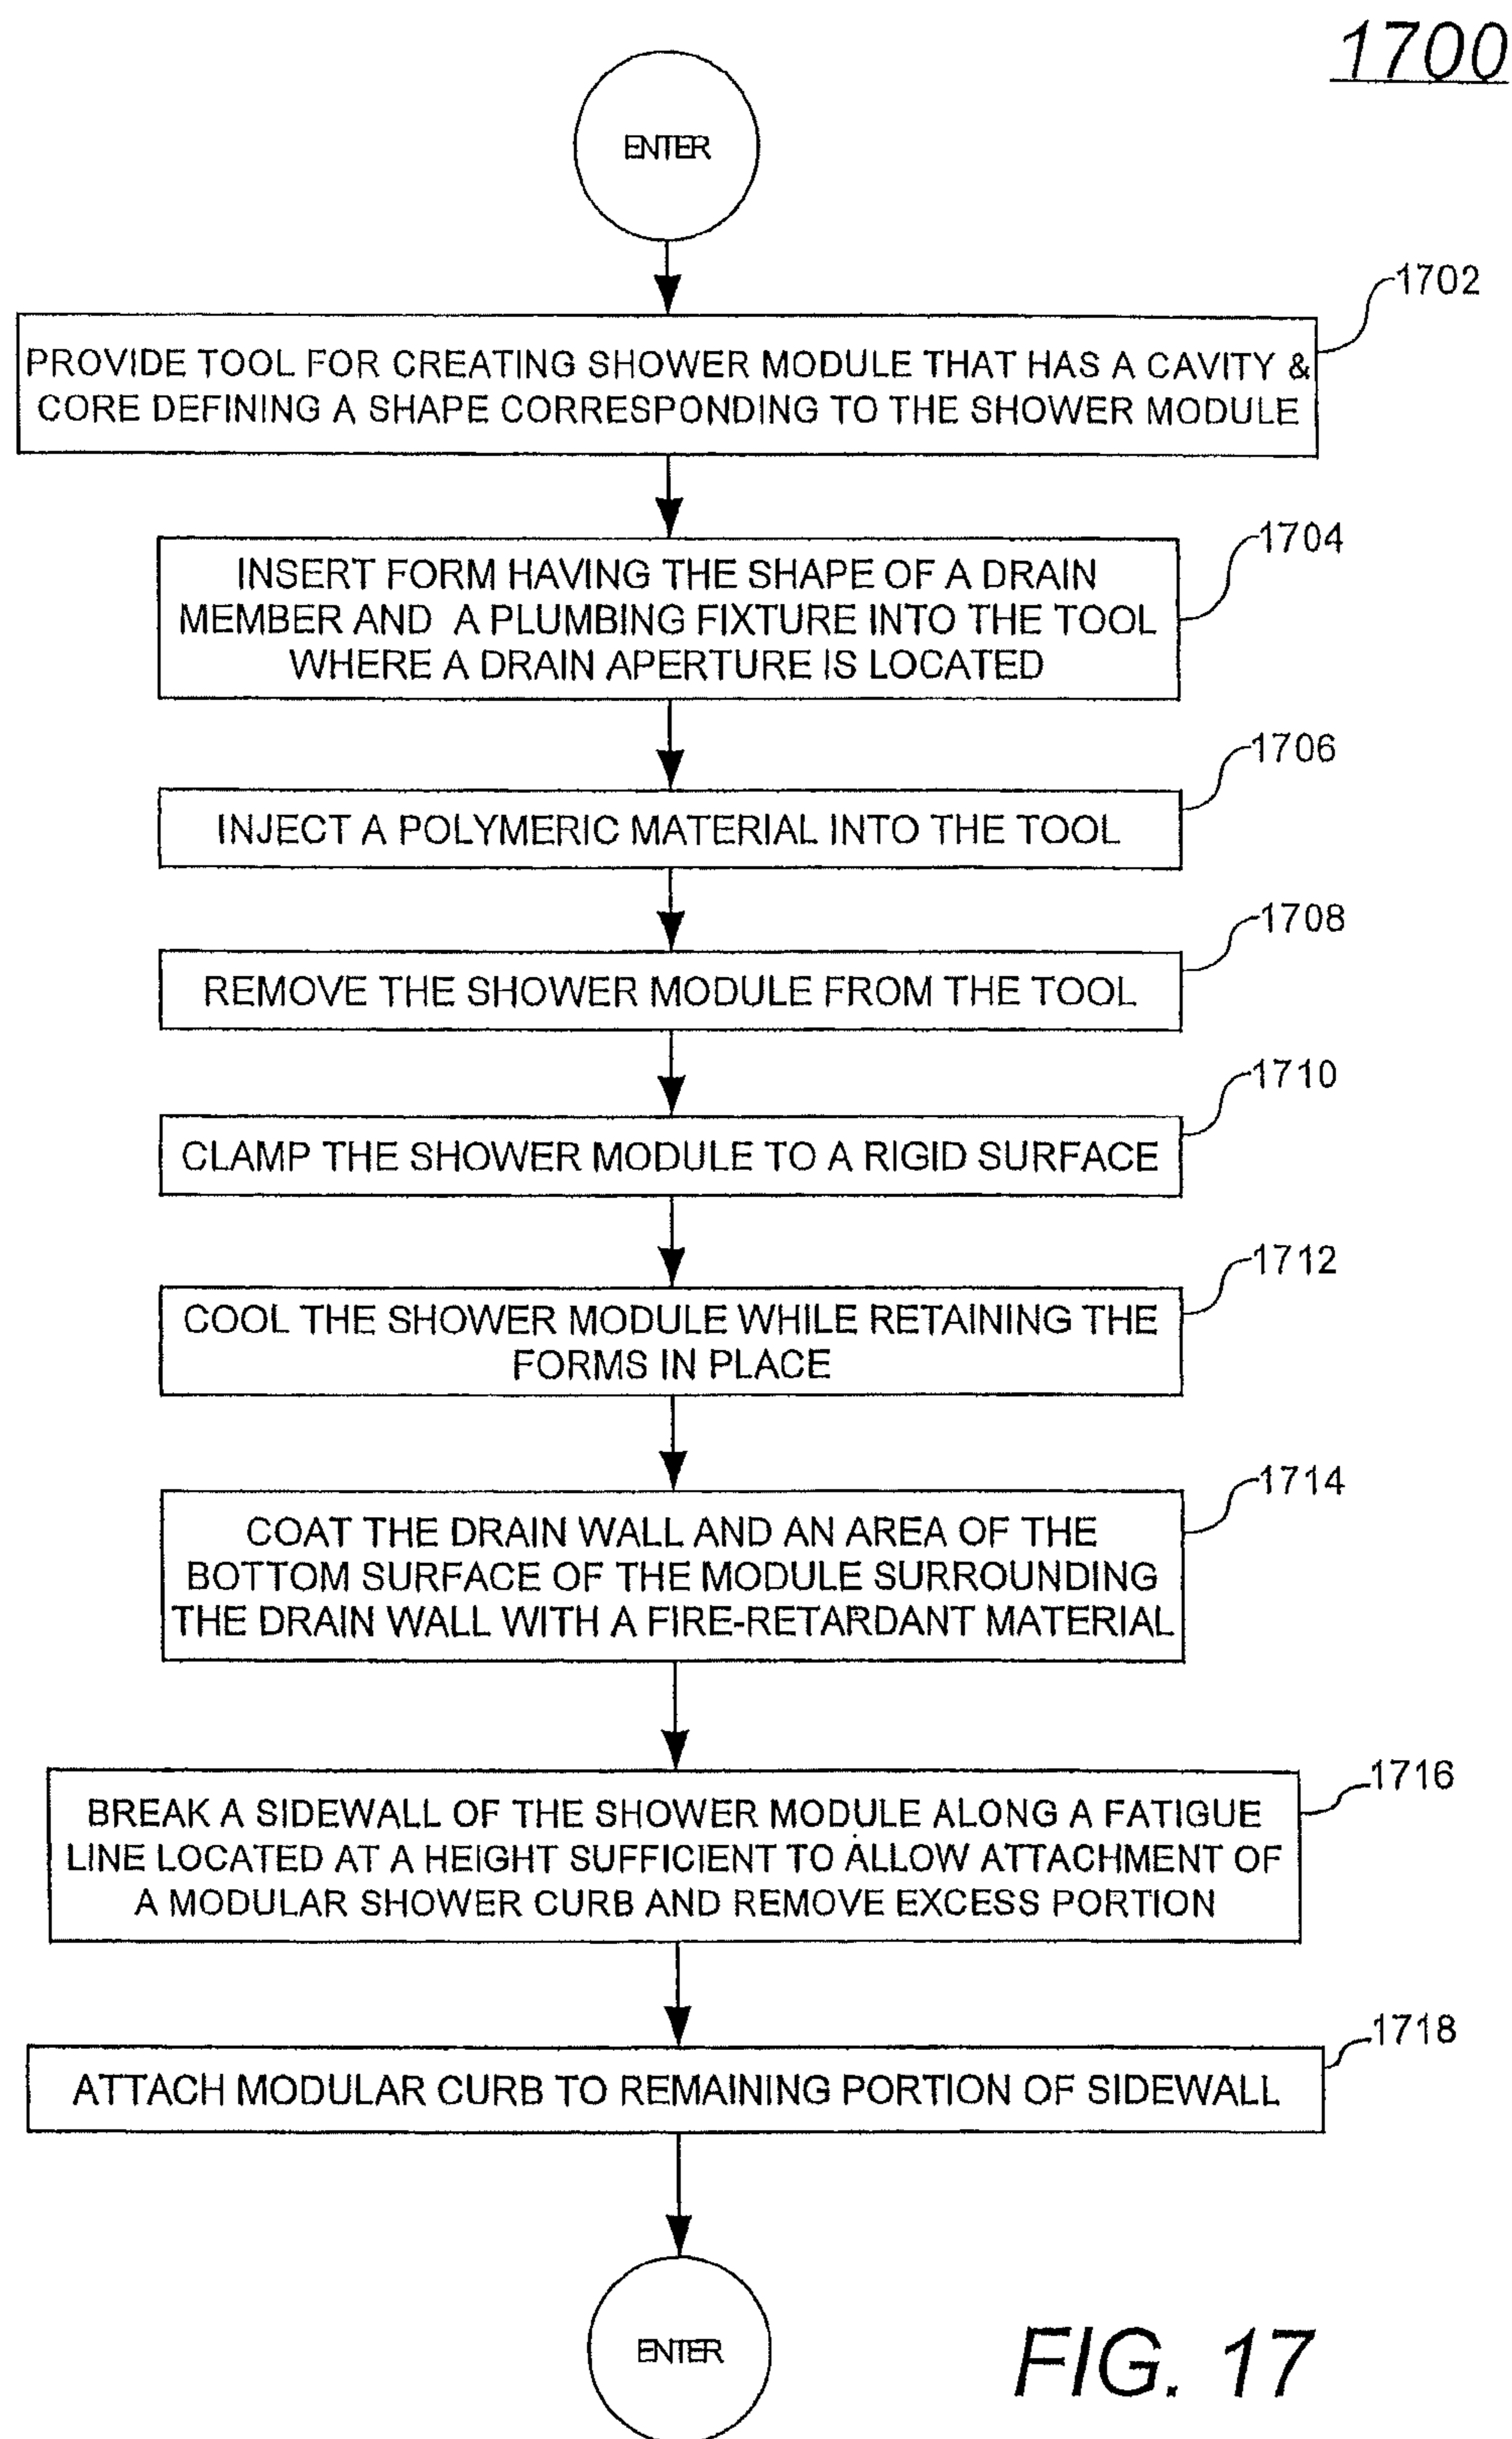 1700
ENTER
1702
PROVIDE TOOL FOR CREATING SHOWER MODULE THAT HAS A CAVITY &
CORE DEFINING A SHAPE CORRESPONDING TO THE SHOWER MODULE
1704
INSERT FORM HAVING THE SHAPE OF A DRAIN
MEMBER AND A PLUMBING FIXTURE INTO THE TOOL
WHERE A DRAIN APERTURE IS LOCATED
1706
INJECT A POLYMERIC MATERIAL INTO THE TOOL
1708
REMOVE THE SHOWER MODULE FROM THE TOOL
1710
CLAMP THE SHOWER MODULE TO A RIGID SURFACE
1712
COOL THE SHOWER MODULE WHILE RETAINING THE
FORMS IN PLACE
1714
COAT THE DRAIN WALL AND AN AREA OF THE
BOTTOM SURFACE OF THE MODULE SURROUNDING
THE DRAIN WALL WITH A FIRE-RETARDANT MATERIAL
1716
BREAK A SIDEWALL OF THE SHOWER MODULE ALONG A FATIGUE
LINE LOCATED AT A HEIGHT SUFFICIENT TO ALLOW ATTACHMENT OF
A MODULAR SHOWER CURB AND REMOVE EXCESS PORTION
1718
ATTACH MODULAR CURB TO REMAINING PORTION OF SIDEWALL
ENTER
FIG. 17